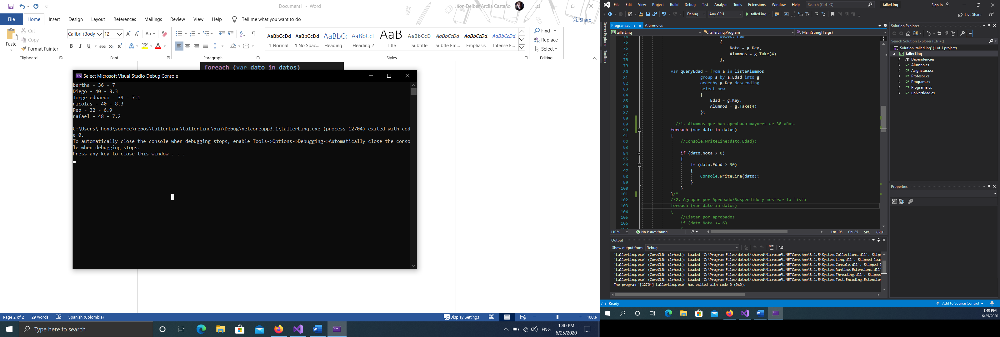 Document1 - Word
Jhon Deiber Arcila Castaño
File Home Insert Design Layout References Mailings Review View Help Tell me what you want to do
Share
Paste
Cut
Copy
Format Painter
Clipboard
Calibri (Body 12
Font
Paragraph
AaBbCcDd AaBbCcDd AaBbCc AaBbCcD AaB AaBbCcD AaBbCcDd AaBbCcDd AaBbCcDd
¶ Normal ¶ No Spac... Heading 1 Heading 2 Title Subtitle Subtle Em... Emphasis Intense E...
Styles
Find
Replace
Select
Editing
foreach (var dato in datos)
Select Microsoft Visual Studio Debug Console
bertha - 36 - 7
Diego - 40 - 8.3
Jorge eduardo - 39 - 7.1
nicolas - 40 - 8.3
Pep - 32 - 6.9
rafael - 48 - 7.2
C:\Users\jhond\source\repos\tallerLinq\tallerLinq\bin\Debug\netcoreapp3.1\tallerLinq.exe (process 12704) exited with cod
e 0.
To automatically close the console when debugging stops, enable Tools->Options->Debugging->Automatically close the conso
le when debugging stops.
Press any key to close this window . . .
Page 2 of 2 29 words Spanish (Colombia)
Display Settings
100%
Type here to search
ENG
1:40 PM
6/25/2020
File Edit View Project Build Debug Test Analyze Tools Extensions Window Help Search (Ctrl+Q) tallerLinq Sign in
Debug Any CPU tallerLinq
Live Share
Server Explorer
Toolbox
Program.cs Alumno.cs
tallerLinq tallerLinq.Program Main(string[] args)
74 select new
75 {
76 Nota = g.Key,
77 Alumnos = g.Take(4)
78 };
79
80 var queryEdad = from a in listaAlumnos
81 group a by a.Edad into g
82 orderby g.Key descending
83 select new
84 {
85 Edad = g.Key,
86 Alumnos = g.Take(4)
87 };
88
89 //1. Alumnos que han aprobado mayores de 30 años.
90 foreach (var dato in datos)
91 {
92 //Console.WriteLine(dato.Edad);
93
94 if (dato.Nota > 6)
95 {
96 if (dato.Edad > 30)
97 {
98 Console.WriteLine(dato);
99 }
100 }
101 }/*
102 //2. Agrupar por Aprobado/Suspendido y mostrar la lista
103 foreach (var dato in datos)
104 {
105 //Listar por aprobados
106 if (dato.Nota >= 6)
107 {
110 % No issues found Ln: 103 Ch: 25 SPC CRLF
Output
Show output from: Debug
'tallerLinq.exe' (CoreCLR: clrhost): Loaded 'C:\Program Files\dotnet\shared\Microsoft.NETCore.App\3.1.5\System.Collections.dll'. Skipp
'tallerLinq.exe' (CoreCLR: clrhost): Loaded 'C:\Program Files\dotnet\shared\Microsoft.NETCore.App\3.1.5\System.Linq.dll'. Skipped load
'tallerLinq.exe' (CoreCLR: clrhost): Loaded 'C:\Program Files\dotnet\shared\Microsoft.NETCore.App\3.1.5\System.Console.dll'. Skipped l
'tallerLinq.exe' (CoreCLR: clrhost): Loaded 'C:\Program Files\dotnet\shared\Microsoft.NETCore.App\3.1.5\System.Runtime.Extensions.dll'
'tallerLinq.exe' (CoreCLR: clrhost): Loaded 'C:\Program Files\dotnet\shared\Microsoft.NETCore.App\3.1.5\System.Threading.dll'. Skipped
'tallerLinq.exe' (CoreCLR: clrhost): Loaded 'C:\Program Files\dotnet\shared\Microsoft.NETCore.App\3.1.5\System.Text.Encoding.Extension
The program '[12704] tallerLinq.exe' has exited with code 0 (0x0).
Solution Explorer
Search Solution Explorer (Ctrl+;)
Solution 'tallerLinq' (1 of 1 project)
tallerLinq
Dependencies
Alumno.cs
Asignatura.cs
Profesor.cs
Program.cs
Programa.cs
universidad.cs
Properties
Ready
Add to Source Control
1:40 PM
6/25/2020